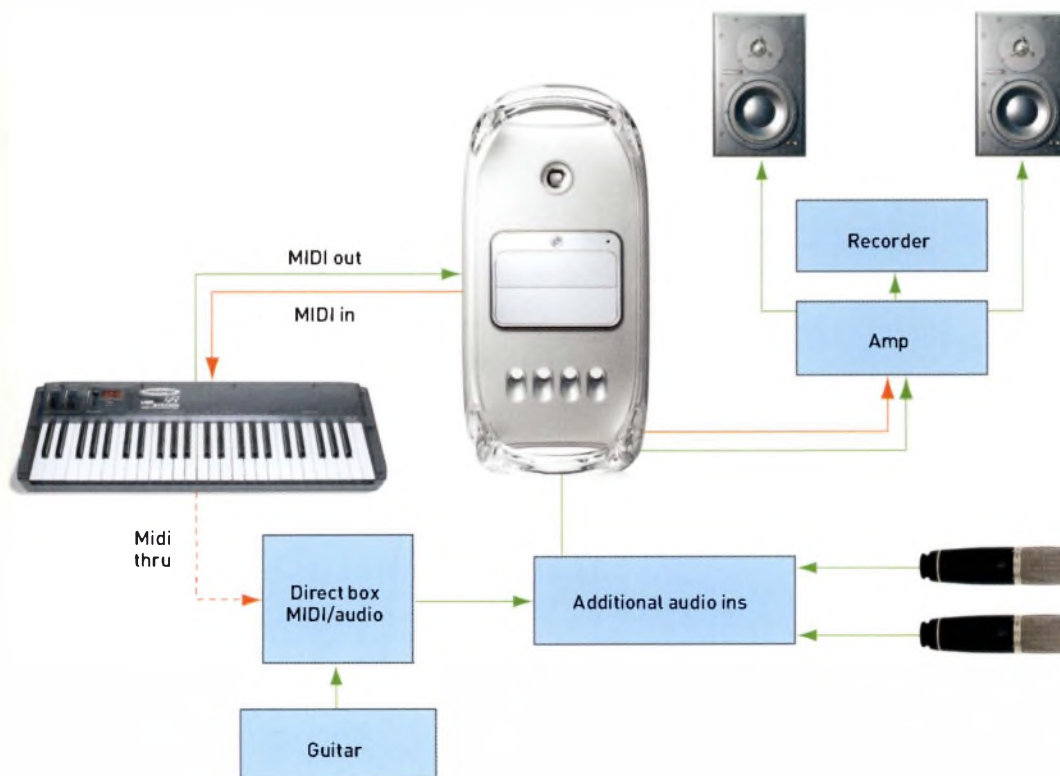 Recorder
MIDI out
MIDI in
Amp
Midi
thru
Direct box
MIDI/audio
Additional audio ins
Guitar